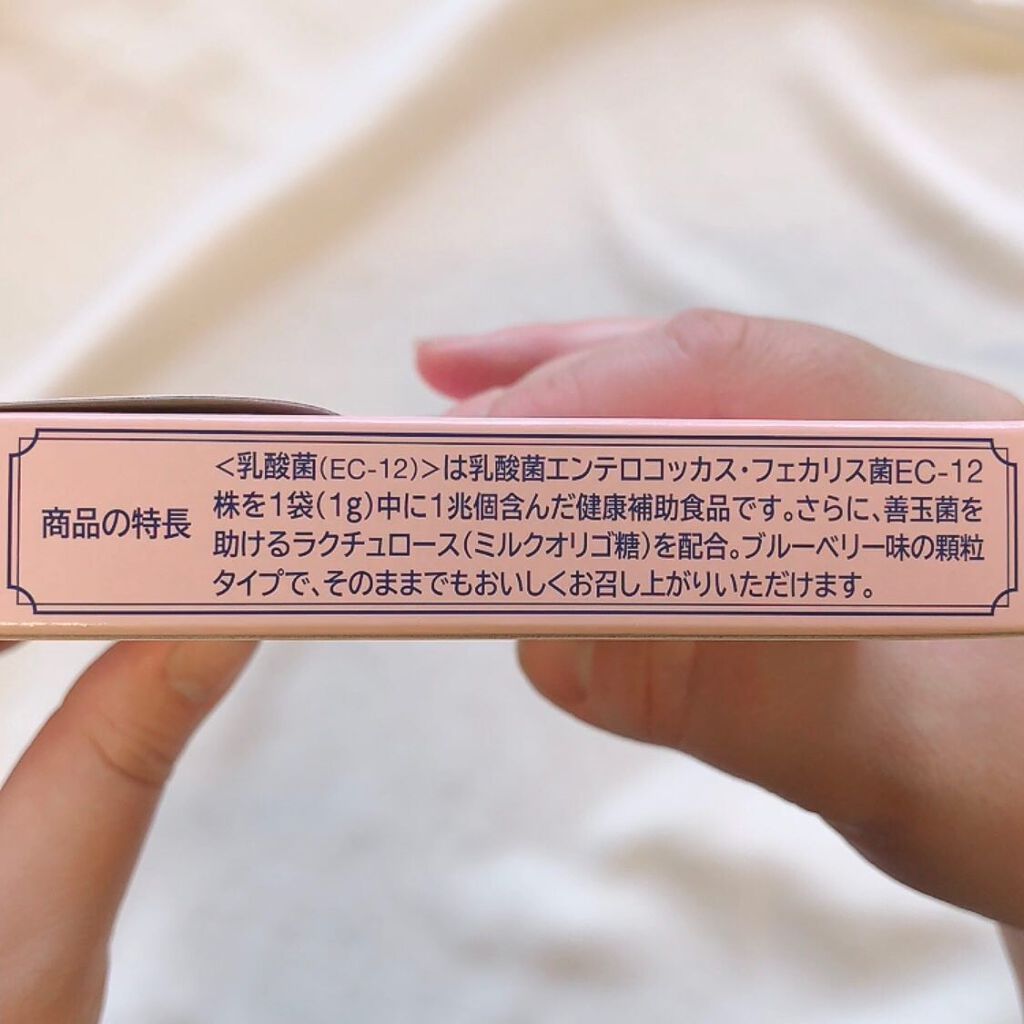 商品の特長
<乳酸菌(EC-12)>は乳酸菌エンテロコッカス・フェカリス菌EC-12
株を1袋(1g)中に1兆個含んだ健康補助食品です。さらに、善玉菌を
助けるラクチュロース(ミルクオリゴ糖)を配合。ブルーベリー味の顆粒
タイプで、そのままでもおいしくお召し上がりいただけます。